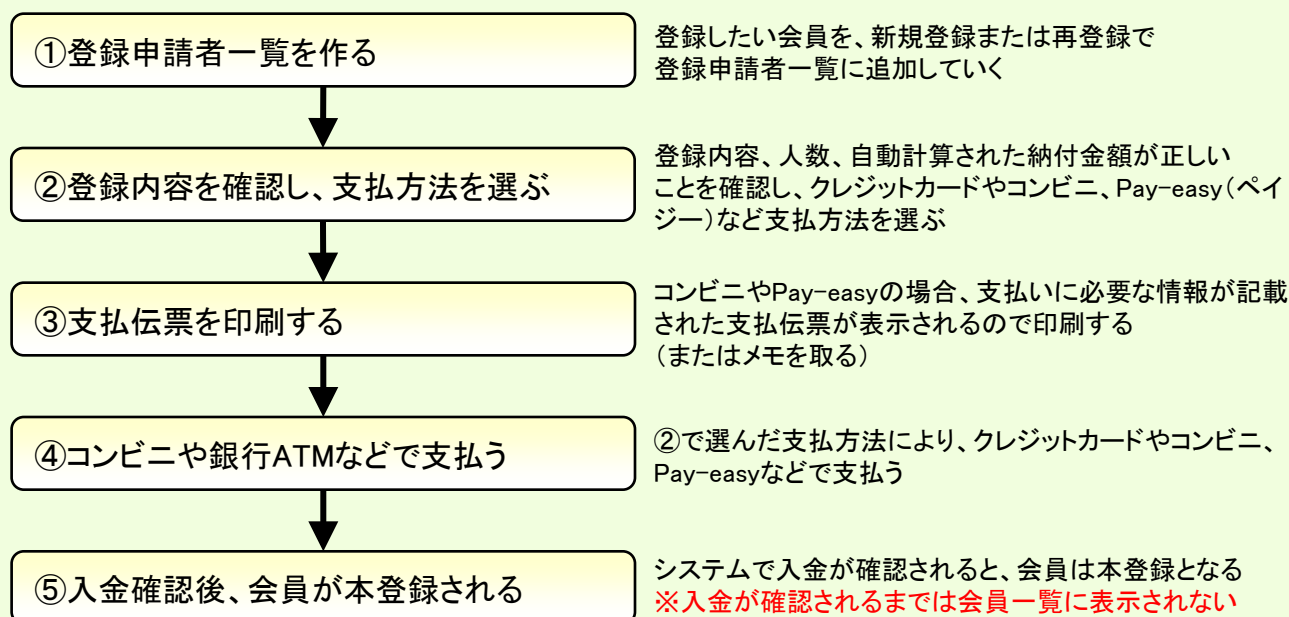 ①登録申請者一覧を作る
登録したい会員を、新規登録または再登録で
登録申請者一覧に追加していく
②登録内容を確認し、支払方法を選ぶ
登録内容、人数、自動計算された納付金額が正しい
ことを確認し、クレジットカードやコンビニ、Pay-easy（ペイ
ジー）など支払方法を選ぶ
③支払伝票を印刷する
コンビニやPay-easyの場合、支払いに必要な情報が記載
された支払伝票が表示されるので印刷する
（またはメモを取る）
④コンビニや銀行ATMなどで支払う
②で選んだ支払方法により、クレジットカードやコンビニ、
Pay-easyなどで支払う
⑤入金確認後、会員が本登録される
システムで入金が確認されると、会員は本登録となる
※入金が確認されるまでは会員一覧に表示されない